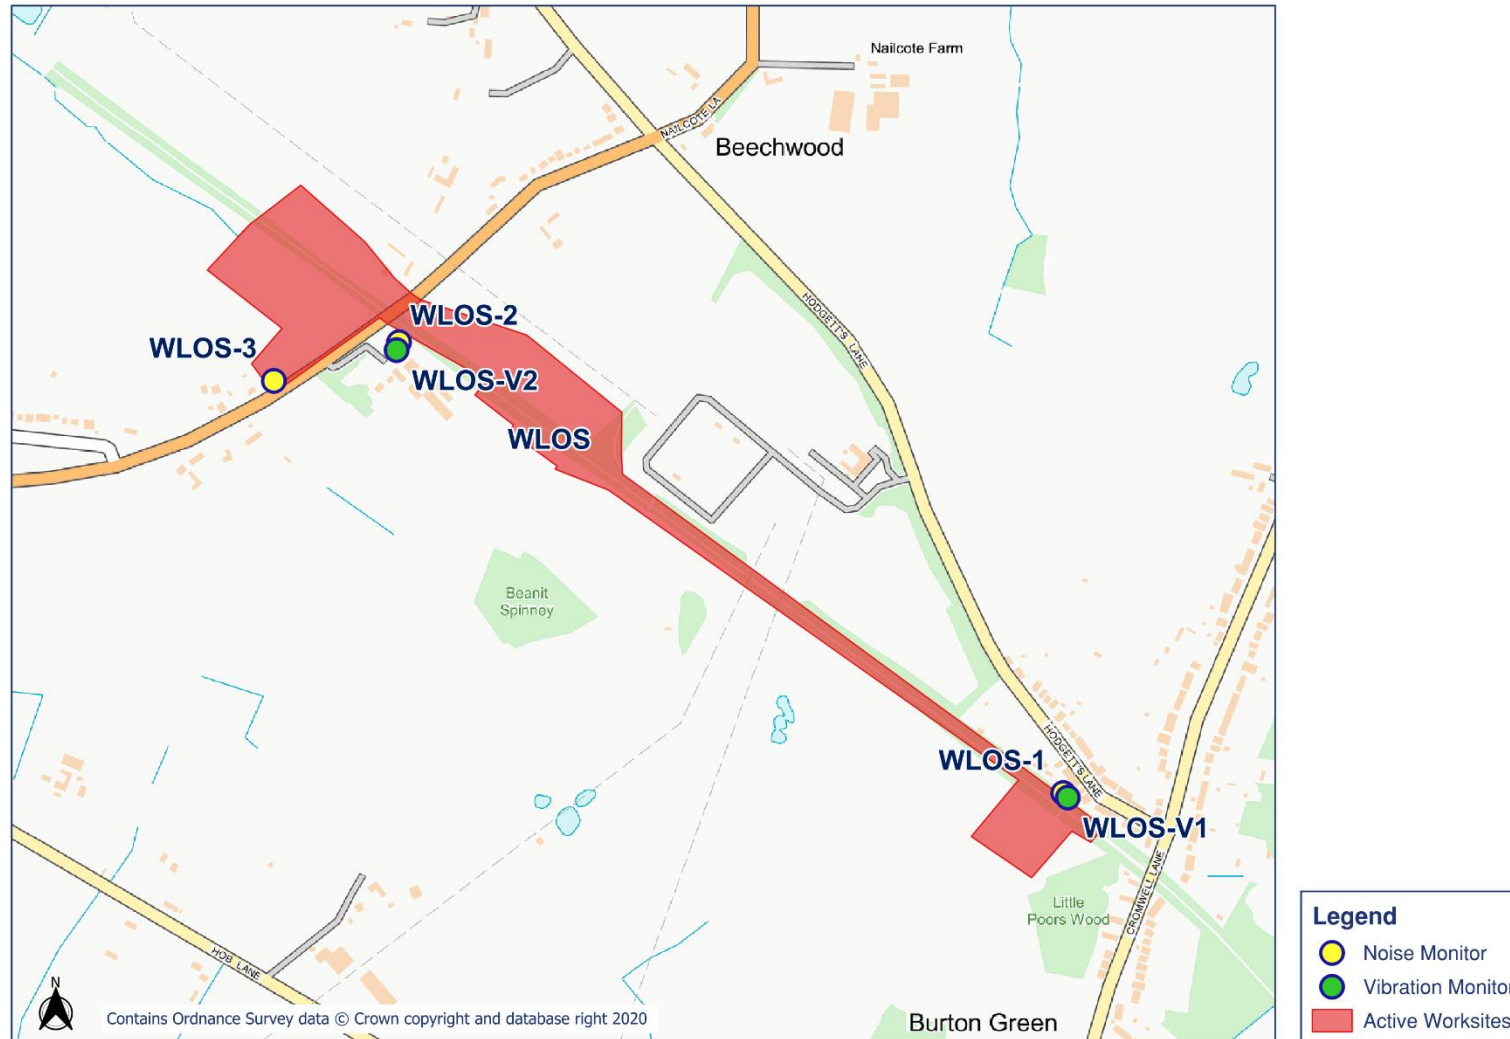 Nailcote Farm
NAILCOTE LA
Beechwood
HODGETT'S LANE
WLOS-2
WLOS-3
WLOS-V2
WLOS
Beanit
Spinney
HODGETT'S LANE
WLOS-1
WLOS-V1
CROMWELL LANE
Little
Poors Wood
HOB LANE
N
Contains Ordnance Survey data © Crown copyright and database right 2020
Burton Green
Legend
Noise Monitor
Vibration Monitor
Active Worksites